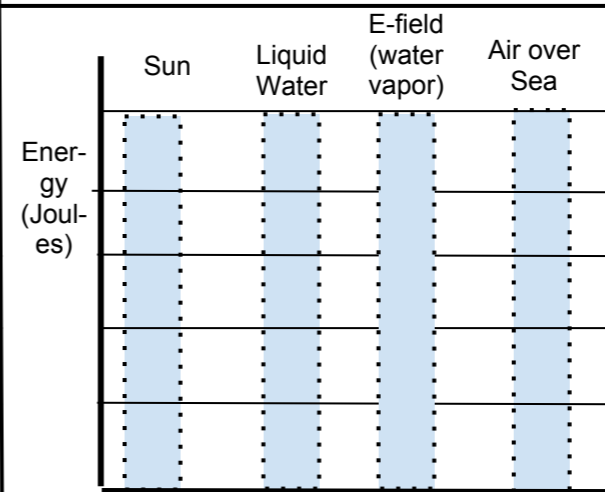 Sun
Liquid
Water
E-field
(water
vapor)
Air over
Sea
Ener-
gy
(Joul-
es)